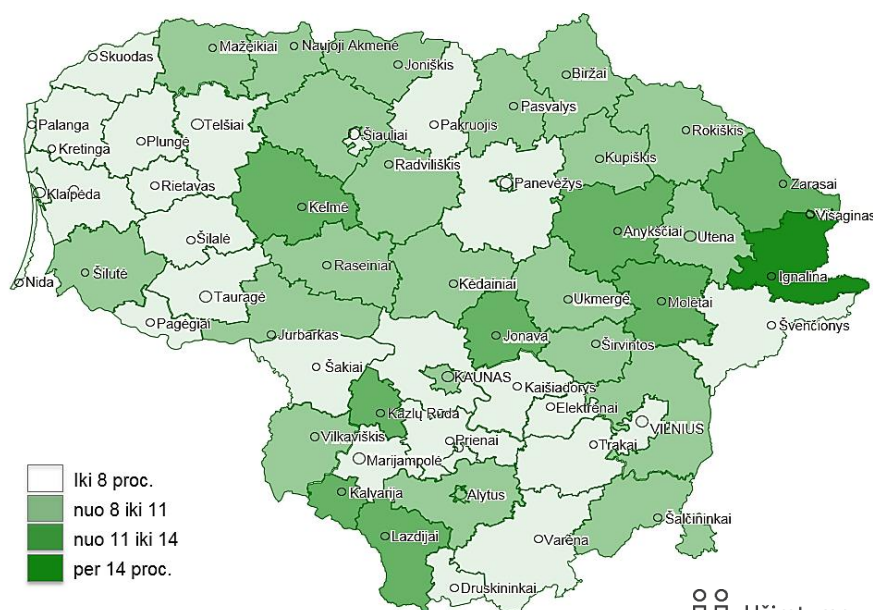 Skuodas
Mažeikiai
Naujoji Akmenė
Joniškis
Biržai
Pasvalys
Palanga
Telšiai
Šiauliai
Pakruojis
Rokiškis
Kretinga
Plungė
Kupiškis
Radviliškis
Klaipėda
Rietavas
Panevėžys
Zarasai
Kelmė
Visaginas
Anykščiai
Utena
Šilalė
Raseiniai
Nida
Šilutė
Kėdainiai
Ignalina
Tauragė
Ukmergė
Molėtai
Pagėgiai
Jurbarkas
Jonava
Širvintos
Švenčionys
Šakiai
KAUNAS
Kaišiadorys
Kazlų Rūda
Elektrėnai
VILNIUS
Vilkaviškis
Prienai
Trakai
Marijampolė
Kalvarija
Alytus
Šalčininkai
Lazdijai
Varėna
Druskininkai
Iki 8 proc.
nuo 8 iki 11
nuo 11 iki 14
per 14 proc.